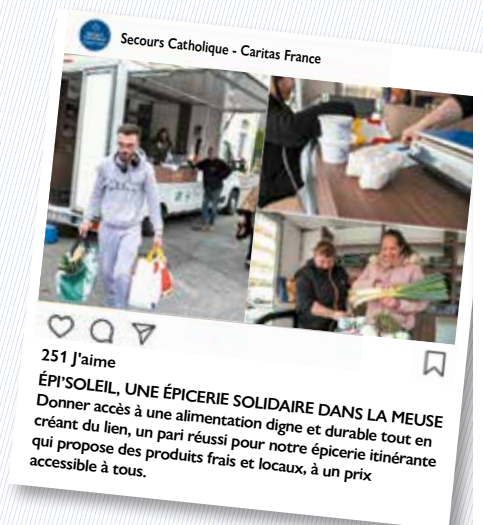 Secours Catholique - Caritas France
251 J'aime
ÉPI'SOLEIL, UNE ÉPICERIE SOLIDAIRE DANS LA MEUSE
Donner accès à une alimentation digne et durable tout en
créant du lien, un pari réussi pour notre épicerie itinérante
qui propose des produits frais et locaux, à un prix
accessible à tous.